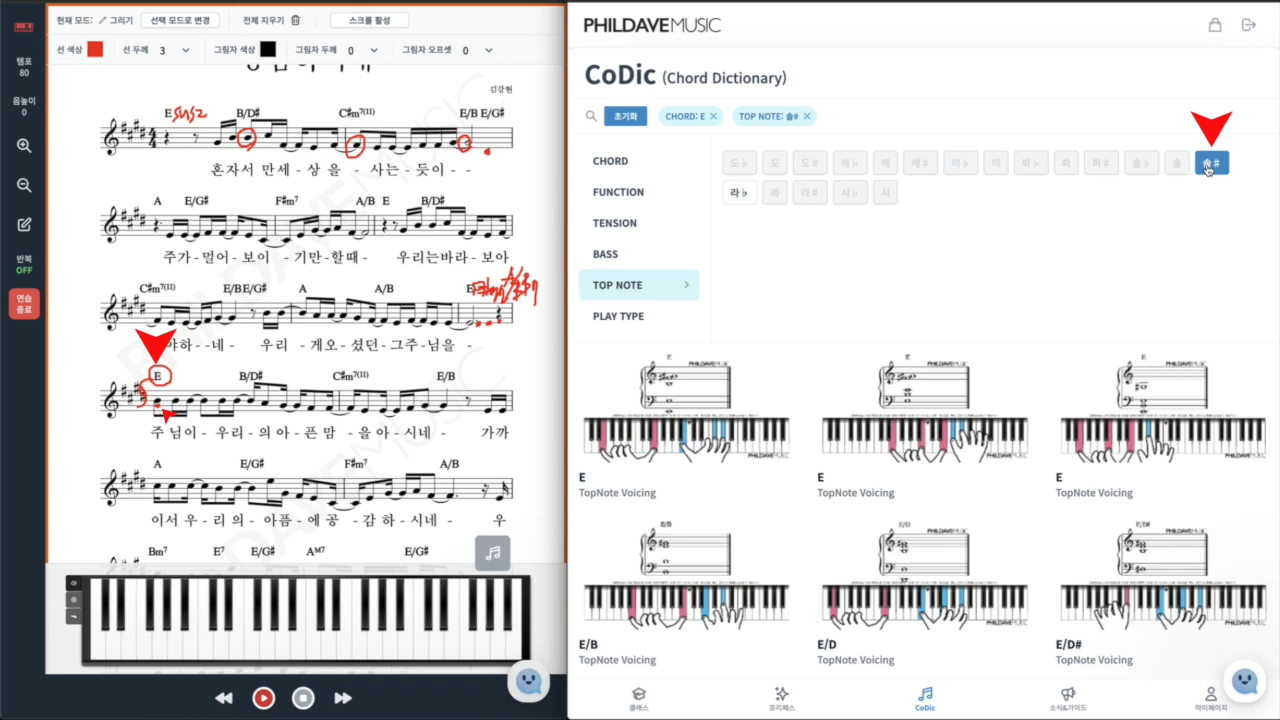 현재 모드: 그리기 선택 모드로 변경 전체 지우기 스크롤 활성
선 색상 선 두께 3 그림자 색상 그림자 두께 0 그림자 오프셋 0
템포
80
음높이
0
반복
OFF
연습
종료
김강현
E B/D# C#m7(11) E/B E/G#
혼자서 만세 - 상 을 - 사는 - 듯이 - -
A E/G# F#m7 A/B E B/D#
주가 - 멀어 - 보이 - 기만 - 할때 - 우리는바라 - 보아
C#m7(11) E/B E/G# A A/B
야하 - - 네 - 우리 - 게오 - 셨던 - 그주 - 님을 -
E B/D# C#m7(11) E/B
주 님이 - 우리 - 의아 - 픈맘 - 을아 - 시네 - 가까
A E/G# F#m7 A/B
이서 우 - 리 의 - 아픔 - 에 공 - 감 하 - 시네 - 우
Bm7 E7 E/G# AM7 E/G#
PHILDAVEMUSIC
CoDic (Chord Dictionary)
초기화 CHORD: E × TOP NOTE: 솔# ×
CHORD
FUNCTION
TENSION
BASS
TOP NOTE
PLAY TYPE
도♭ 도 도# 레♭ 레 레# 미♭ 미 파♭ 파 파# 솔♭ 솔 솔#
라♭ 라 라# 시♭ 시
E E E
PHILDAVEMUSIC PHILDAVEMUSIC PHILDAVEMUSIC
E E E
TopNote Voicing TopNote Voicing TopNote Voicing
E/B E/D E/D#
PHILDAVEMUSIC PHILDAVEMUSIC PHILDAVEMUSIC
E/B E/D E/D#
TopNote Voicing TopNote Voicing TopNote Voicing
클래스 프리패스 CoDic 소식&가이드 마이페이지